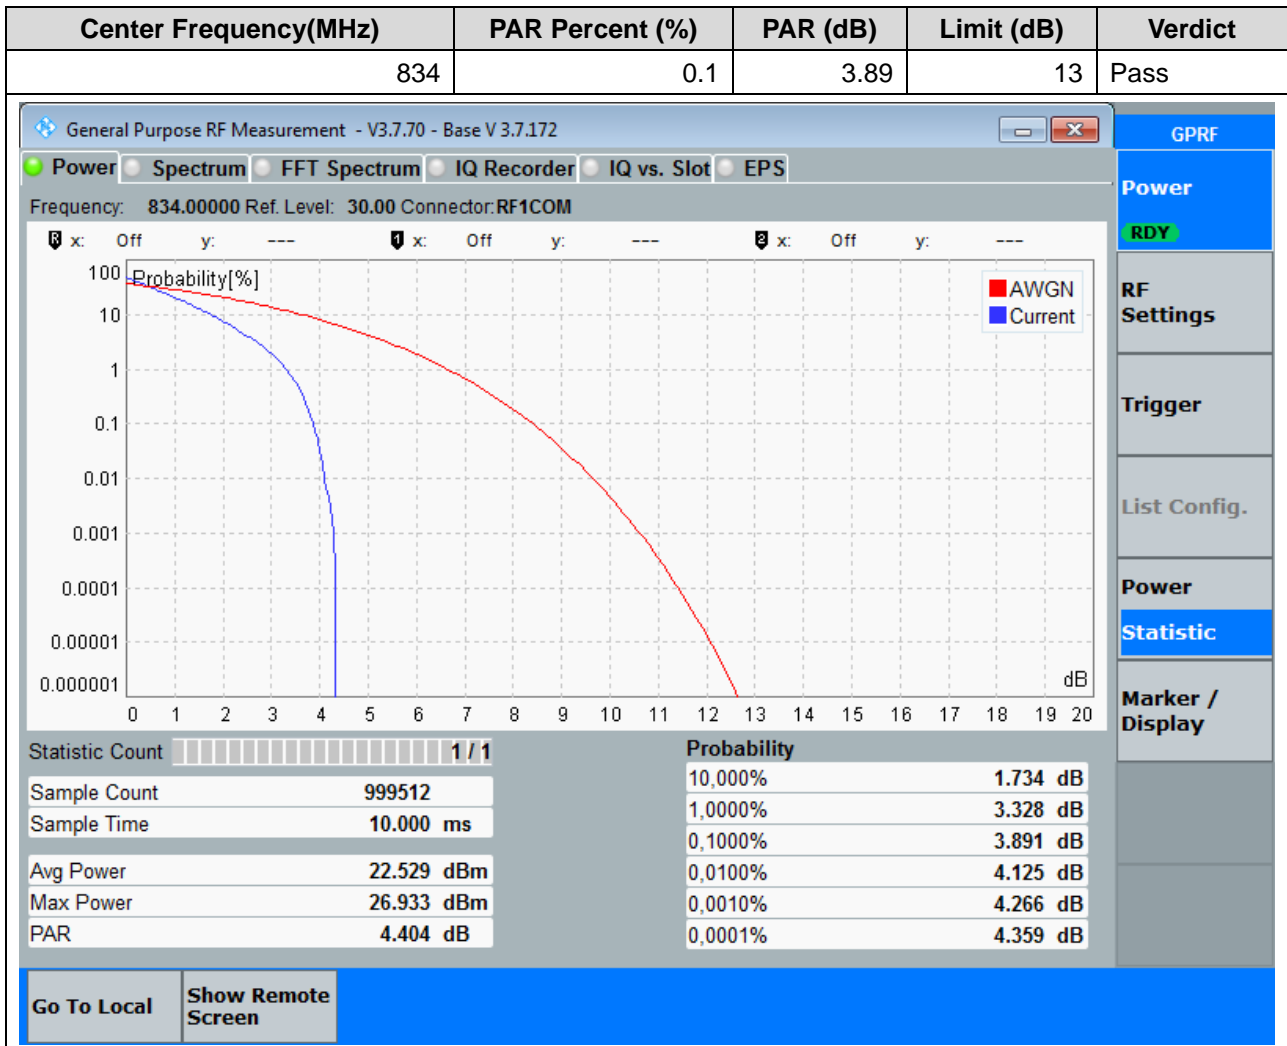 Center Frequency(MHz) PAR Percent (%) PAR (dB) Limit (dB) Verdict
834 0.1 3.89 13 Pass
General Purpose RF Measurement - V3.7.70 - Base V 3.7.172
GPRF
Power Spectrum FFT Spectrum IQ Recorder IQ vs. Slot EPS
Power
RDY
Frequency: 834.00000 Ref. Level: 30.00 Connector:RF1COM
R x: Off y: --- 1 x: Off y: --- 2 x: Off y: ---
Probability[%]
AWGN
Current
100
10
1
0.1
0.01
0.001
0.0001
0.00001
0.000001
dB
0 1 2 3 4 5 6 7 8 9 10 11 12 13 14 15 16 17 18 19 20
RF
Settings
Trigger
List Config.
Power
Statistic
Marker /
Display
Statistic Count 1 / 1
Sample Count 999512
Sample Time 10.000 ms
Avg Power 22.529 dBm
Max Power 26.933 dBm
PAR 4.404 dB
Probability
10,000% 1.734 dB
1,0000% 3.328 dB
0,1000% 3.891 dB
0,0100% 4.125 dB
0,0010% 4.266 dB
0,0001% 4.359 dB
Go To Local
Show Remote
Screen